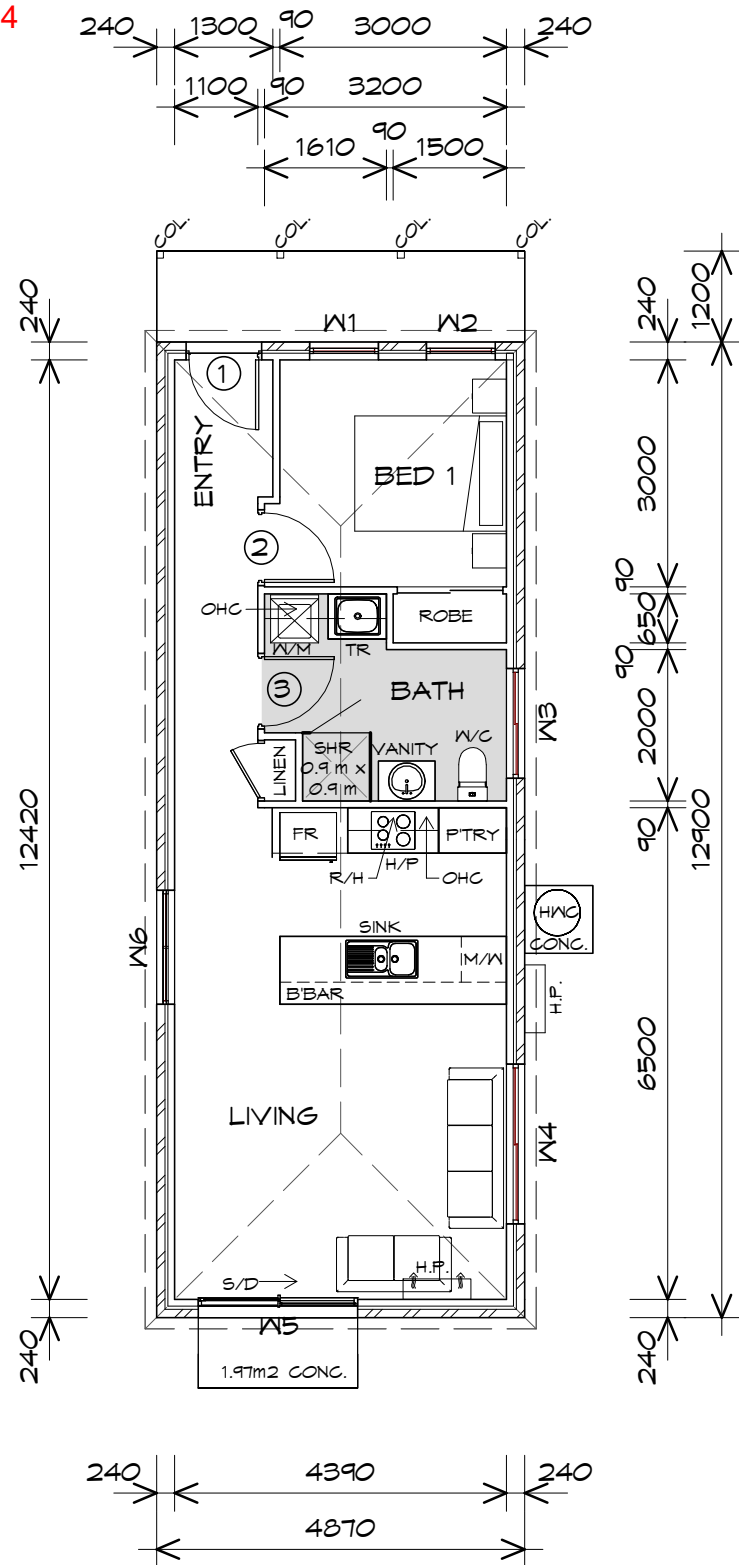 4
240 1300 90 3000 240
1100 90 3200
90
1610 1500
COL. COL. COL. COL.
240
240
1200
W1 W2
1
ENTRY
BED 1
3000
2
OHC
ROBE
90
650
W/M TR
90
3
BATH
W3
2000
LINEN
SHR
0.9 m x
0.9 m
VANITY
W/C
12420
12900
90
FR
P'TRY
R/H H/P OHC
HWC
CONC.
W6
SINK
M/W
B'BAR
H.P.
6500
LIVING
W4
H.P.
S/D
W5
240
240
1.97m2 CONC.
240 4390 240
4870